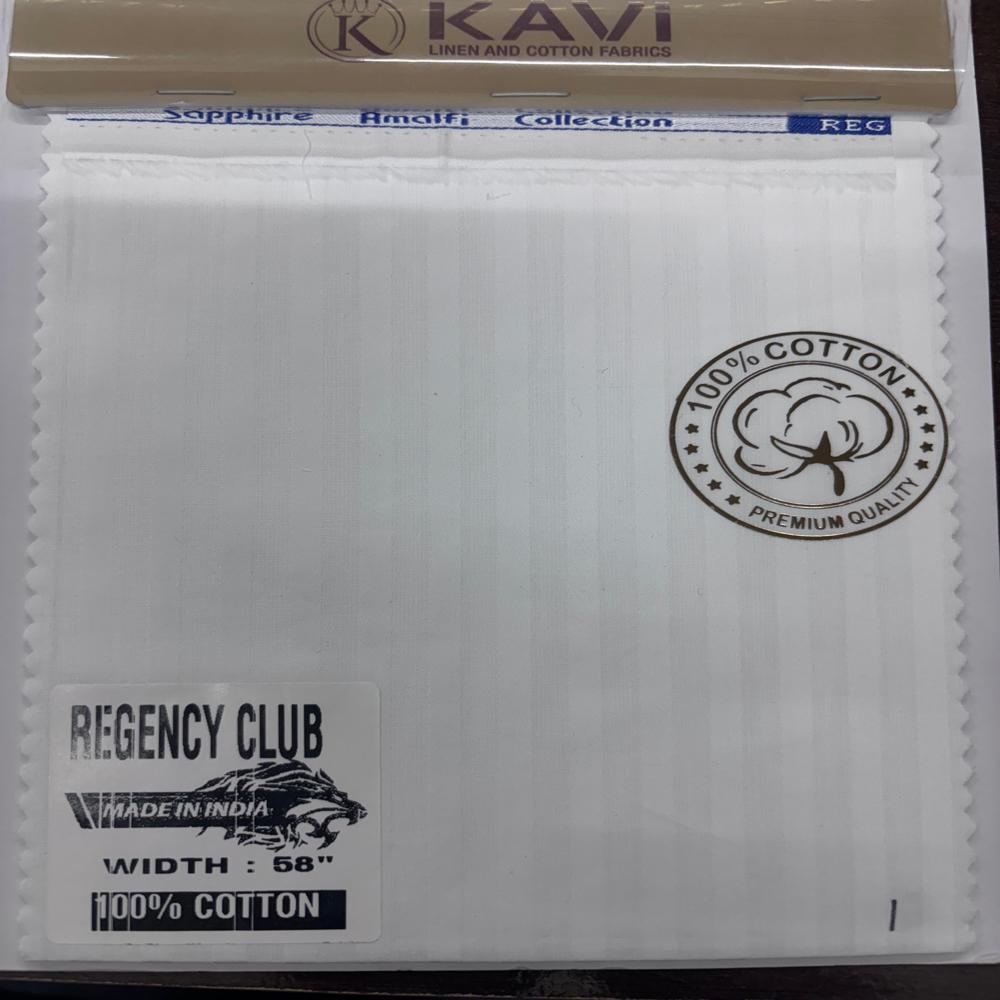 K KAVI
LINEN AND COTTON FABRICS
Sapphire Amalfi Collection REG
100% COTTON
PREMIUM QUALITY
REGENCY CLUB
MADE IN INDIA
WIDTH : 58"
100% COTTON
1